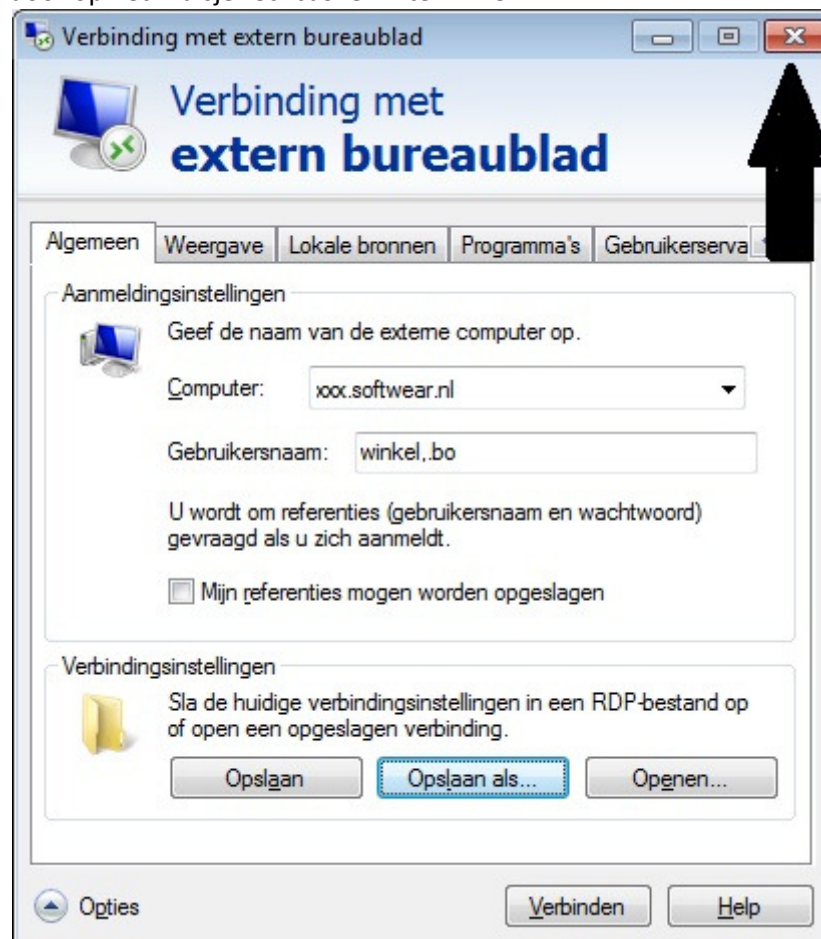 Verbinding met extern bureaublad
Verbinding met
extern bureaublad
Algemeen Weergave Lokale bronnen Programma's Gebruikerserva
Aanmeldingsinstellingen
Geef de naam van de externe computer op.
Computer: xxx.softwear.nl
Gebruikersnaam: winkel,.bo
U wordt om referenties (gebruikersnaam en wachtwoord)
gevraagd als u zich aanmeldt.
Mijn referenties mogen worden opgeslagen
Verbindingsinstellingen
Sla de huidige verbindingsinstellingen in een RDP-bestand op
of open een opgeslagen verbinding.
Opslaan Opslaan als... Openen...
Opties Verbinden Help